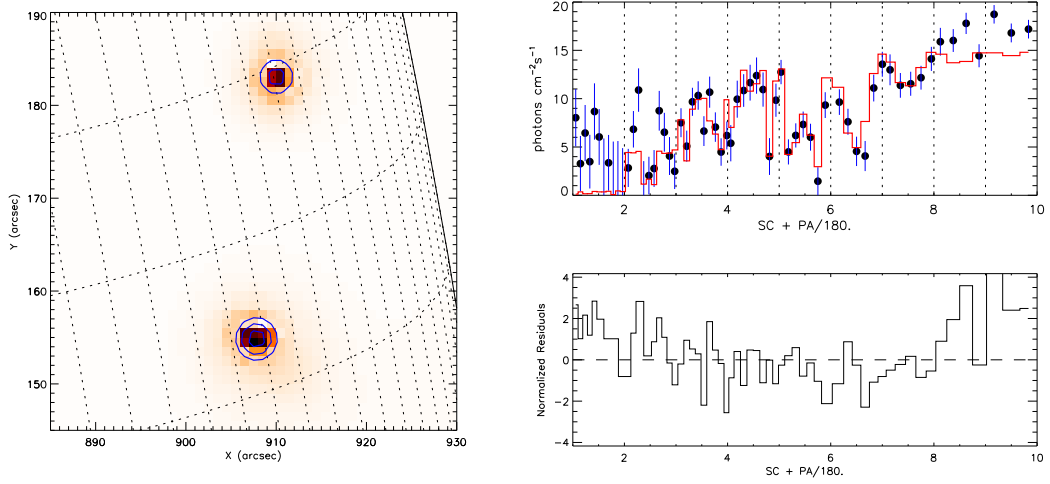 190
180
170
160
150
Y (arcsec)
890 900 910 920 930
X (arcsec)
20
15
10
5
0
photons cm⁻²s⁻¹
2 4 6 8 10
SC + PA/180.
4
2
0
−2
−4
Normalized Residuals
2 4 6 8 10
SC + PA/180.